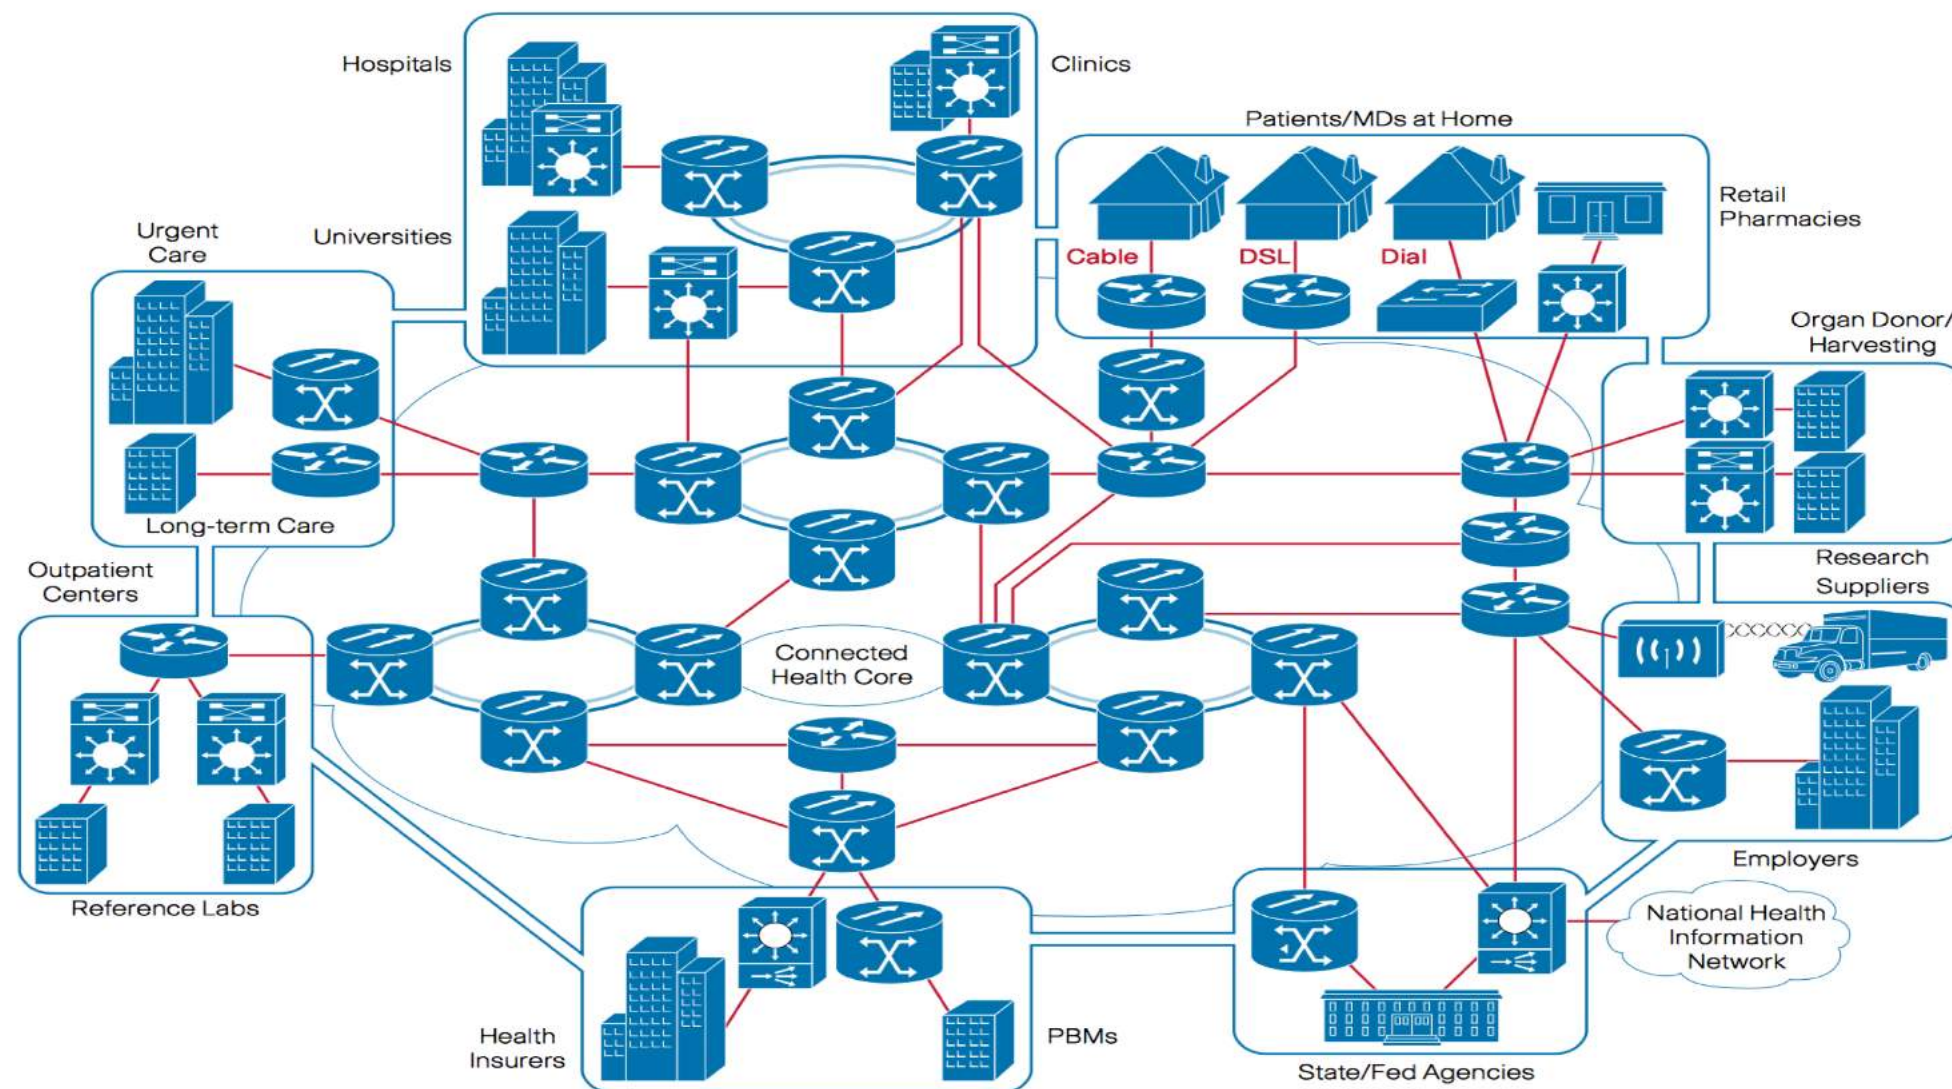 Hospitals
Clinics
Patients/MDs at Home
Retail
Pharmacies
Urgent
Care
Universities
Cable
DSL
Dial
Organ Donor/
Harvesting
Long-term Care
Outpatient
Centers
Research
Suppliers
Connected
Health Core
Employers
Reference Labs
National Health
Information
Network
Health
Insurers
PBMs
State/Fed Agencies